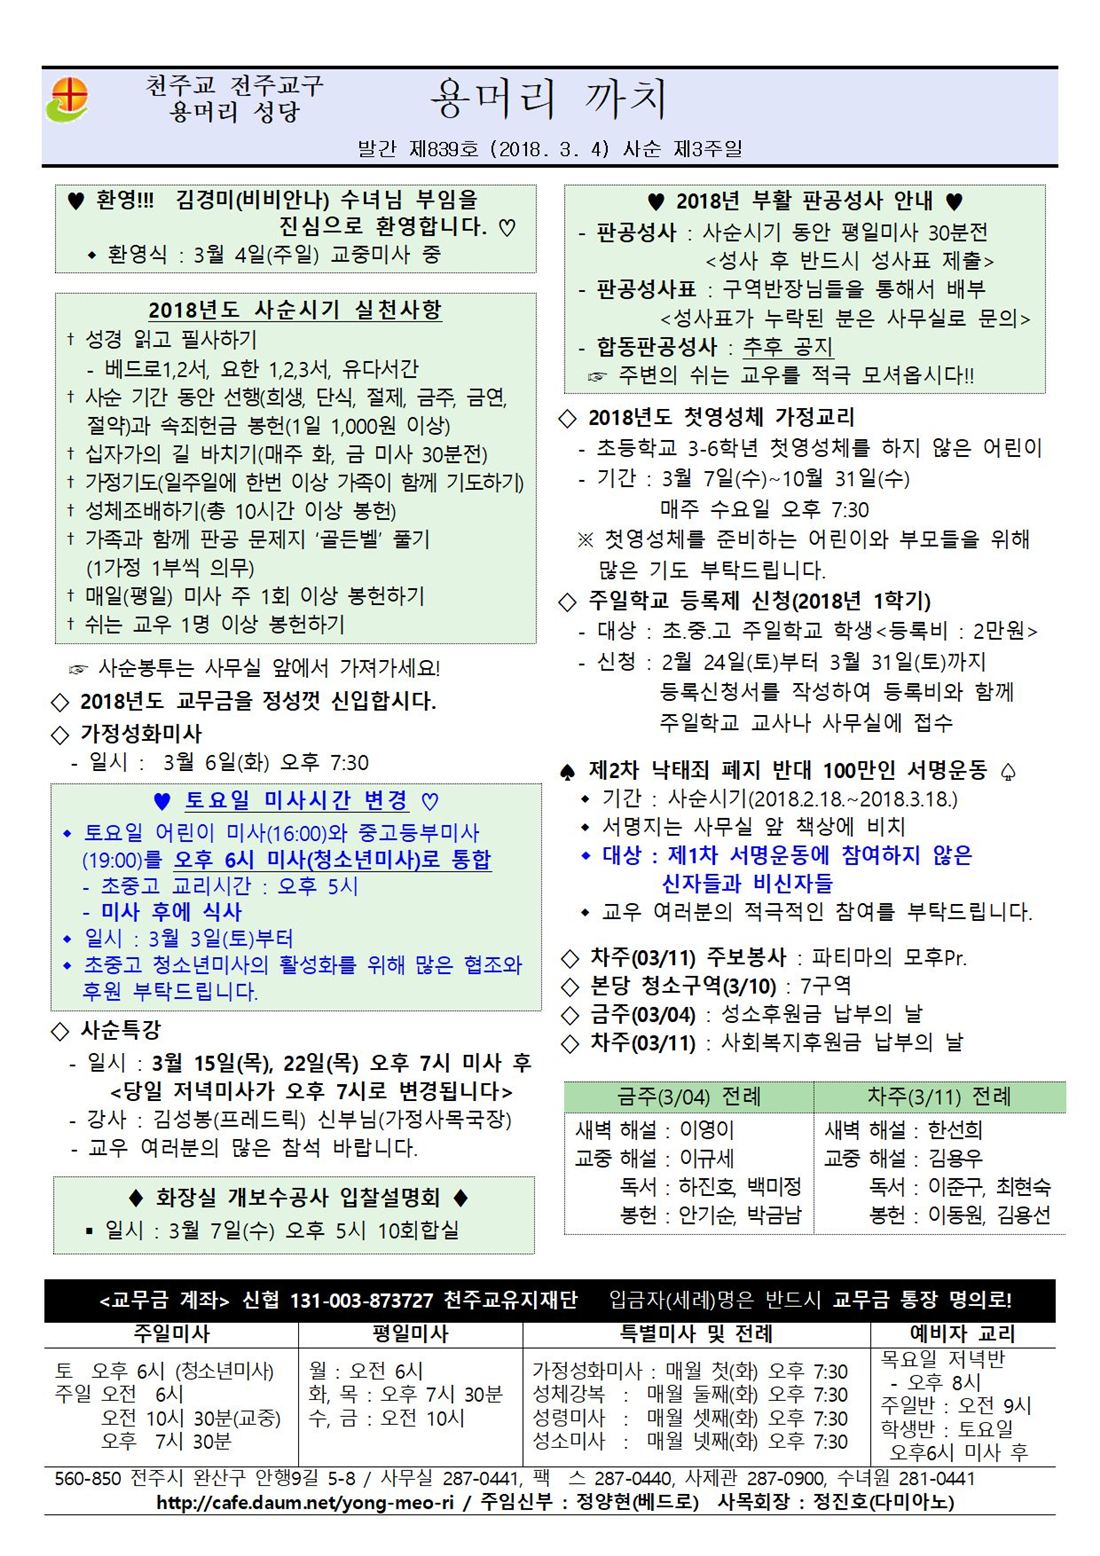 천주교 전주교구
용머리 성당
용머리 까치
발간 제839호 (2018. 3. 4) 사순 제3주일
♥ 환영!!! 김경미(비비안나) 수녀님 부임을
진심으로 환영합니다. ♡
◆ 환영식 : 3월 4일(주일) 교중미사 중
2018년도 사순시기 실천사항
† 성경 읽고 필사하기
- 베드로1,2서, 요한 1,2,3서, 유다서간
† 사순 기간 동안 선행(희생, 단식, 절제, 금주, 금연,
절약)과 속죄헌금 봉헌(1일 1,000원 이상)
† 십자가의 길 바치기(매주 화, 금 미사 30분전)
† 가정기도(일주일에 한번 이상 가족이 함께 기도하기)
† 성체조배하기(총 10시간 이상 봉헌)
† 가족과 함께 판공 문제지 ‘골든벨’ 풀기
(1가정 1부씩 의무)
† 매일(평일) 미사 주 1회 이상 봉헌하기
† 쉬는 교우 1명 이상 봉헌하기
☞ 사순봉투는 사무실 앞에서 가져가세요!
◇ 2018년도 교무금을 정성껏 신입합시다.
◇ 가정성화미사
- 일시 : 3월 6일(화) 오후 7:30
♥ 토요일 미사시간 변경 ♡
◆ 토요일 어린이 미사(16:00)와 중고등부미사
(19:00)를 오후 6시 미사(청소년미사)로 통합
- 초중고 교리시간 : 오후 5시
- 미사 후에 식사
◆ 일시 : 3월 3일(토)부터
◆ 초중고 청소년미사의 활성화를 위해 많은 협조와
후원 부탁드립니다.
◇ 사순특강
- 일시 : 3월 15일(목), 22일(목) 오후 7시 미사 후
<당일 저녁미사가 오후 7시로 변경됩니다>
- 강사 : 김성봉(프레드릭) 신부님(가정사목국장)
- 교우 여러분의 많은 참석 바랍니다.
♦ 화장실 개보수공사 입찰설명회 ♦
▪ 일시 : 3월 7일(수) 오후 5시 10회합실
♥ 2018년 부활 판공성사 안내 ♥
- 판공성사 : 사순시기 동안 평일미사 30분전
<성사 후 반드시 성사표 제출>
- 판공성사표 : 구역반장님들을 통해서 배부
<성사표가 누락된 분은 사무실로 문의>
- 합동판공성사 : 추후 공지
☞ 주변의 쉬는 교우를 적극 모셔옵시다!!
◇ 2018년도 첫영성체 가정교리
- 초등학교 3-6학년 첫영성체를 하지 않은 어린이
- 기간 : 3월 7일(수)~10월 31일(수)
매주 수요일 오후 7:30
※ 첫영성체를 준비하는 어린이와 부모들을 위해
많은 기도 부탁드립니다.
◇ 주일학교 등록제 신청(2018년 1학기)
- 대상 : 초.중.고 주일학교 학생<등록비 : 2만원>
- 신청 : 2월 24일(토)부터 3월 31일(토)까지
등록신청서를 작성하여 등록비와 함께
주일학교 교사나 사무실에 접수
♠ 제2차 낙태죄 폐지 반대 100만인 서명운동 ♤
◆ 기간 : 사순시기(2018.2.18.~2018.3.18.)
◆ 서명지는 사무실 앞 책상에 비치
◆ 대상 : 제1차 서명운동에 참여하지 않은
신자들과 비신자들
◆ 교우 여러분의 적극적인 참여를 부탁드립니다.
◇ 차주(03/11) 주보봉사 : 파티마의 모후Pr.
◇ 본당 청소구역(3/10) : 7구역
◇ 금주(03/04) : 성소후원금 납부의 날
◇ 차주(03/11) : 사회복지후원금 납부의 날
금주(3/04) 전례 차주(3/11) 전례
새벽 해설 : 이영이 새벽 해설 : 한선희
교중 해설 : 이규세 교중 해설 : 김용우
독서 : 하진호, 백미정 독서 : 이준구, 최현숙
봉헌 : 안기순, 박금남 봉헌 : 이동원, 김용선
<교무금 계좌> 신협 131-003-873727 천주교유지재단 입금자(세례)명은 반드시 교무금 통장 명의로!
주일미사 평일미사 특별미사 및 전례 예비자 교리
토 오후 6시 (청소년미사)
주일 오전 6시
오전 10시 30분(교중)
오후 7시 30분
월 : 오전 6시
화, 목 : 오후 7시 30분
수, 금 : 오전 10시
가정성화미사 : 매월 첫(화) 오후 7:30
성체강복 : 매월 둘째(화) 오후 7:30
성령미사 : 매월 셋째(화) 오후 7:30
성소미사 : 매월 넷째(화) 오후 7:30
목요일 저녁반
- 오후 8시
주일반 : 오전 9시
학생반 : 토요일
오후6시 미사 후
560-850 전주시 완산구 안행9길 5-8 / 사무실 287-0441, 팩 스 287-0440, 사제관 287-0900, 수녀원 281-0441
http://cafe.daum.net/yong-meo-ri / 주임신부 : 정양현(베드로) 사목회장 : 정진호(다미아노)